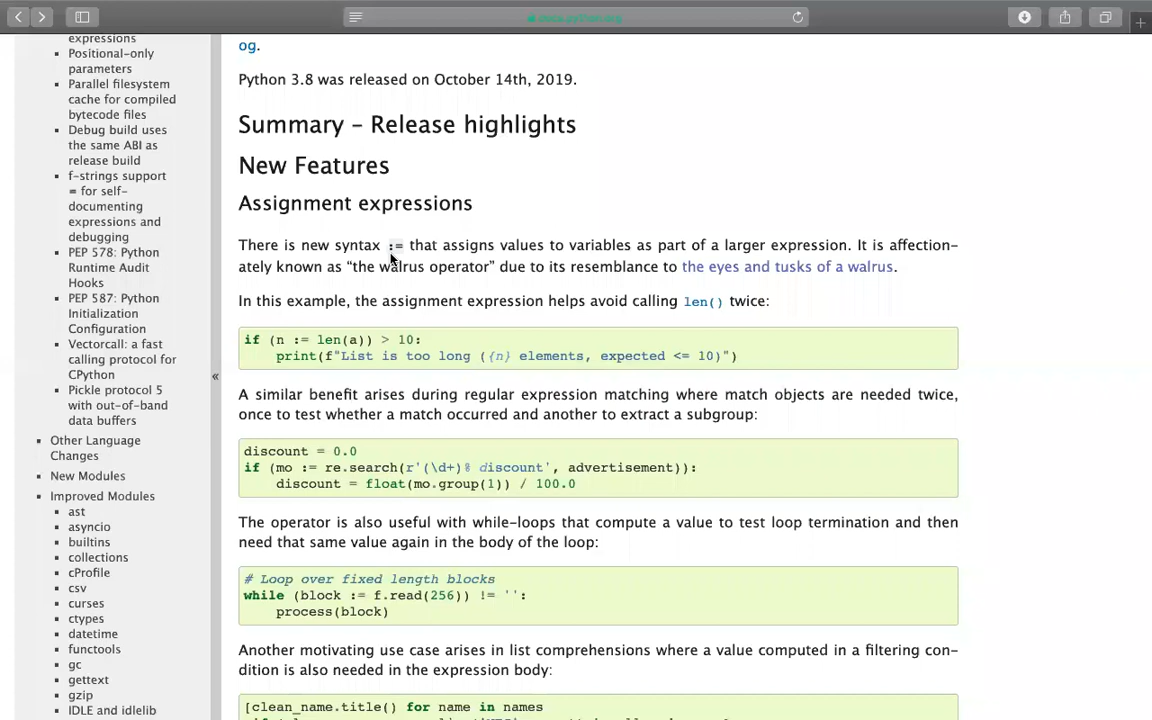 docs.python.org
expressions
Positional-only
parameters
Parallel filesystem
cache for compiled
bytecode files
Debug build uses
the same ABI as
release build
f-strings support
= for self-
documenting
expressions and
debugging
PEP 578: Python
Runtime Audit
Hooks
PEP 587: Python
Initialization
Configuration
Vectorcall: a fast
calling protocol for
CPython
Pickle protocol 5
with out-of-band
data buffers
Other Language
Changes
New Modules
Improved Modules
ast
asyncio
builtins
collections
cProfile
csv
curses
ctypes
datetime
functools
gc
gettext
gzip
IDLE and idlelib
«
og.
Python 3.8 was released on October 14th, 2019.
Summary – Release highlights
New Features
Assignment expressions
There is new syntax := that assigns values to variables as part of a larger expression. It is affection-
ately known as “the walrus operator” due to its resemblance to the eyes and tusks of a walrus.
In this example, the assignment expression helps avoid calling len() twice:
if (n := len(a)) > 10:
    print(f"List is too long ({n} elements, expected <= 10)")
A similar benefit arises during regular expression matching where match objects are needed twice,
once to test whether a match occurred and another to extract a subgroup:
discount = 0.0
if (mo := re.search(r'(\d+)% discount', advertisement)):
    discount = float(mo.group(1)) / 100.0
The operator is also useful with while-loops that compute a value to test loop termination and then
need that same value again in the body of the loop:
# Loop over fixed length blocks
while (block := f.read(256)) != '':
    process(block)
Another motivating use case arises in list comprehensions where a value computed in a filtering con-
dition is also needed in the expression body:
[clean_name.title() for name in names